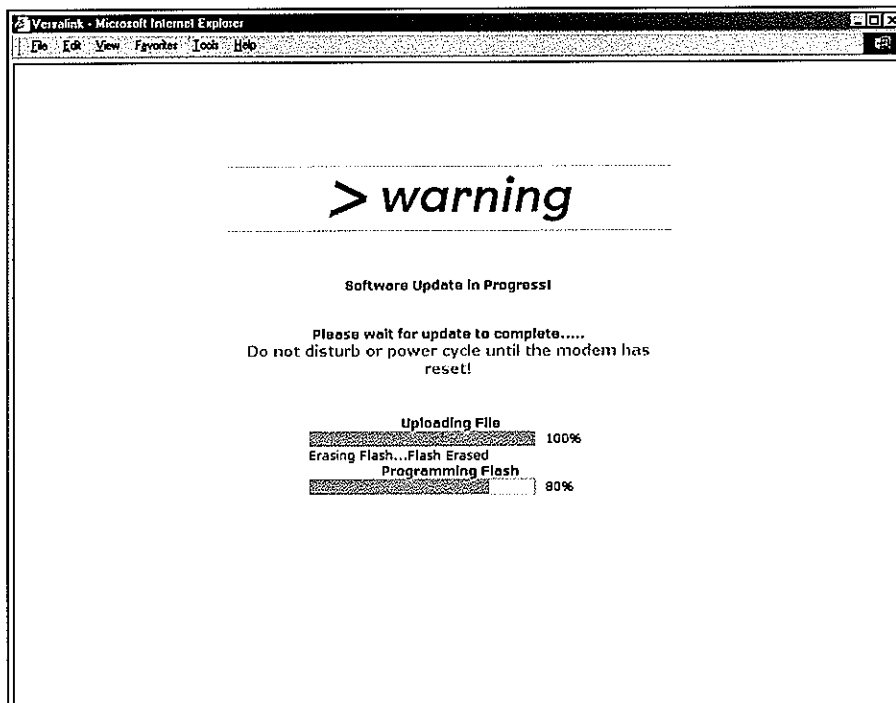 Versalink - Microsoft Internet Explorer
File Edit View Favorites Tools Help
> warning
Software Update in Progress!
Please wait for update to complete.....
Do not disturb or power cycle until the modem has
reset!
Uploading File
100%
Erasing Flash...Flash Erased
Programming Flash
80%